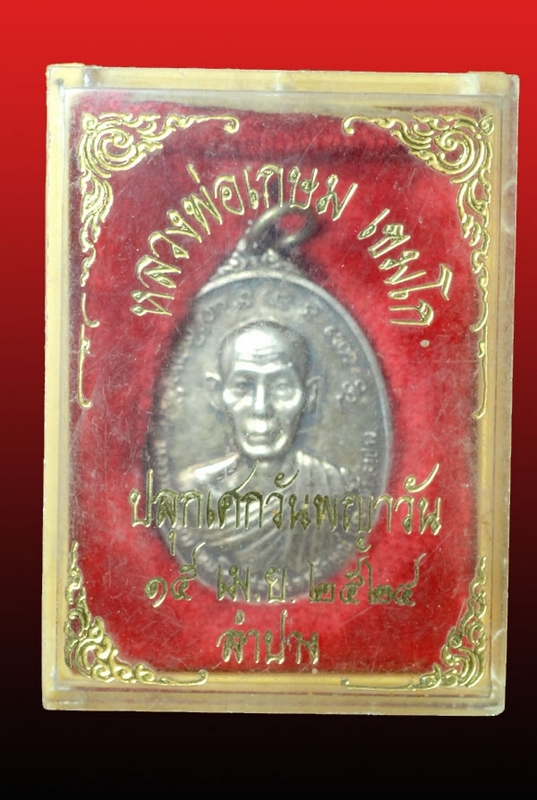 หลวงพ่อเกษม เขมโก
ปลุกเศกวันพญาวัน
๑๕ เม.ย. ๒๕๒๔
ลำปาง